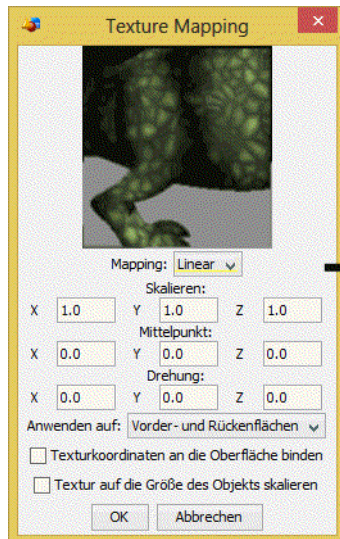 Texture Mapping
Mapping: Linear
Skalieren:
X 1.0 Y 1.0 Z 1.0
Mittelpunkt:
X 0.0 Y 0.0 Z 0.0
Drehung:
X 0.0 Y 0.0 Z 0.0
Anwenden auf: Vorder- und Rückenflächen
Texturkoordinaten an die Oberfläche binden
Textur auf die Größe des Objekts skalieren
OK Abbrechen